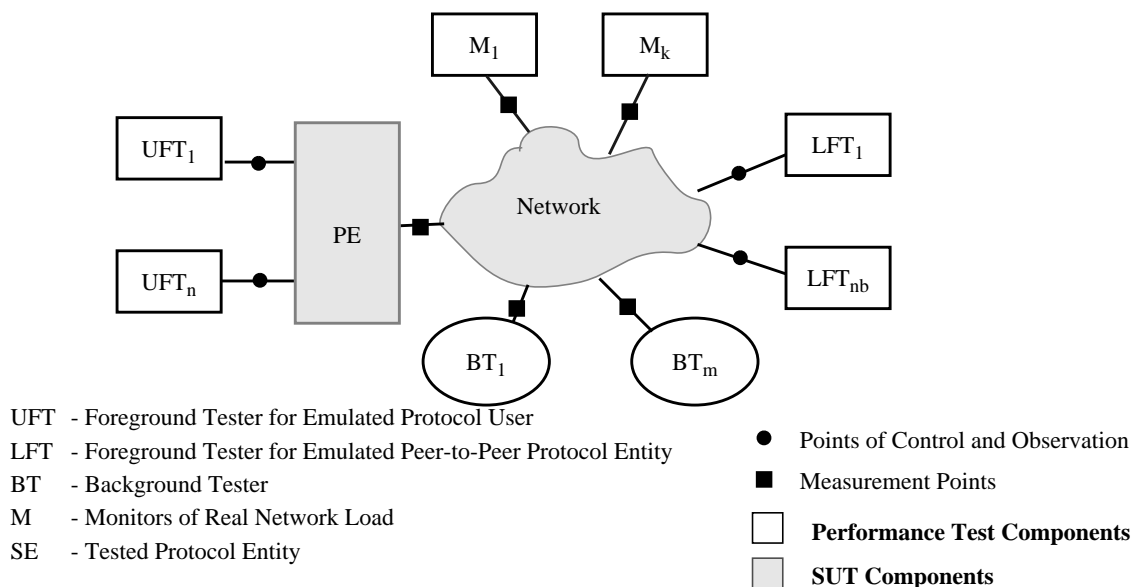 M1
Mk
UFT1
LFT1
Network
PE
UFTn
LFTnb
BT1
BTm
UFT - Foreground Tester for Emulated Protocol User
LFT - Foreground Tester for Emulated Peer-to-Peer Protocol Entity
BT - Background Tester
M - Monitors of Real Network Load
SE - Tested Protocol Entity
Points of Control and Observation
Measurement Points
Performance Test Components
SUT Components